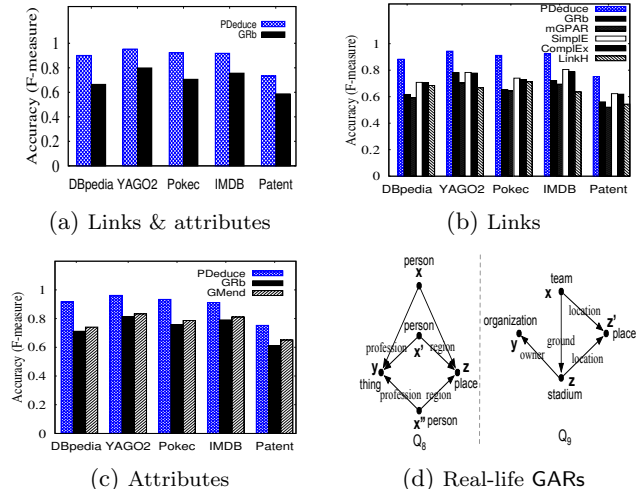 Accuracy (F-measure)
1
0.8
0.6
0.4
0.2
0
PDeduce
GRb
DBpedia YAGO2 Pokec IMDB Patent
(a) Links & attributes
Accuracy (F-measure)
1
0.8
0.6
0.4
0.2
0
PDeduce
GRb
mGPAR
SimplE
ComplEx
LinkH
DBpedia YAGO2 Pokec IMDB Patent
(b) Links
Accuracy (F-measure)
1
0.8
0.6
0.4
0.2
0
PDeduce
GRb
GMend
DBpedia YAGO2 Pokec IMDB Patent
(c) Attributes
person
x
person
x'
profession region
y
thing
z
place
profession region
x'' person
Q8
team
x
location
z'
place
organization
y
ground
owner
location
z
stadium
Q9
(d) Real-life GARs